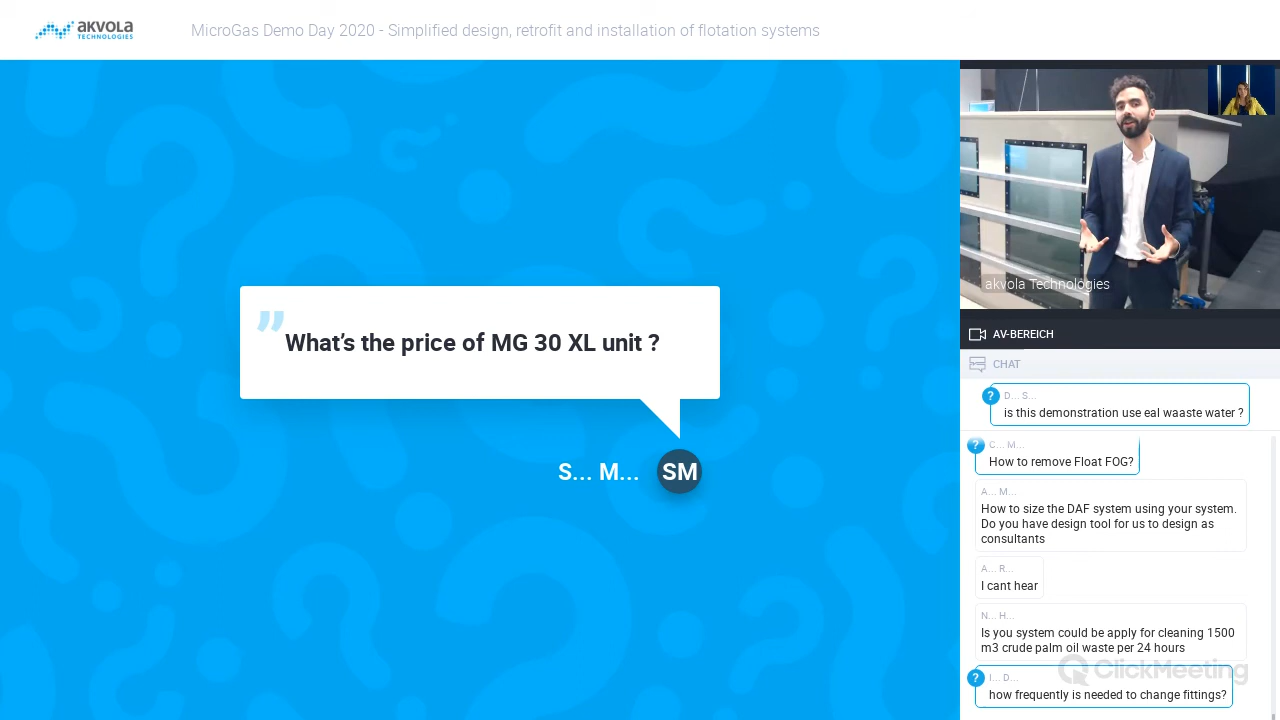 akvola
TECHNOLOGIES
MicroGas Demo Day 2020 - Simplified design, retrofit and installation of flotation systems
”
What’s the price of MG 30 XL unit ?
S... M...
SM
akvola Technologies
AV-BEREICH
CHAT
?
D... S...
is this demonstration use eal waaste water ?
?
C... M...
How to remove Float FOG?
A... M...
How to size the DAF system using your system.
Do you have design tool for us to design as
consultants
A... R...
I cant hear
N... H...
Is you system could be apply for cleaning 1500
m3 crude palm oil waste per 24 hours
ClickMeeting
?
I... D...
how frequently is needed to change fittings?